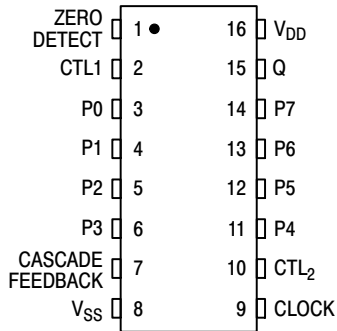 ZERO
DETECT 1 16 VDD
CTL1 2 15 Q
P0 3 14 P7
P1 4 13 P6
P2 5 12 P5
P3 6 11 P4
CASCADE
FEEDBACK 7 10 CTL2
VSS 8 9 CLOCK